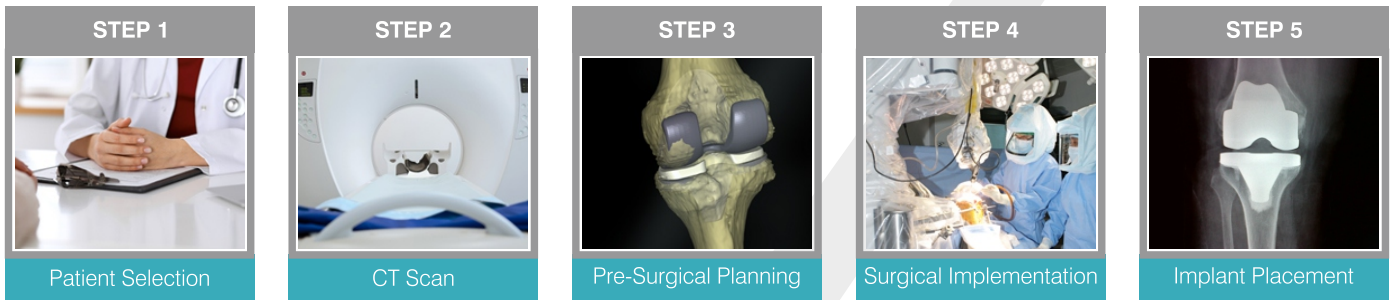 STEP 1
Patient Selection
STEP 2
CT Scan
STEP 3
Pre-Surgical Planning
STEP 4
Surgical Implementation
STEP 5
Implant Placement